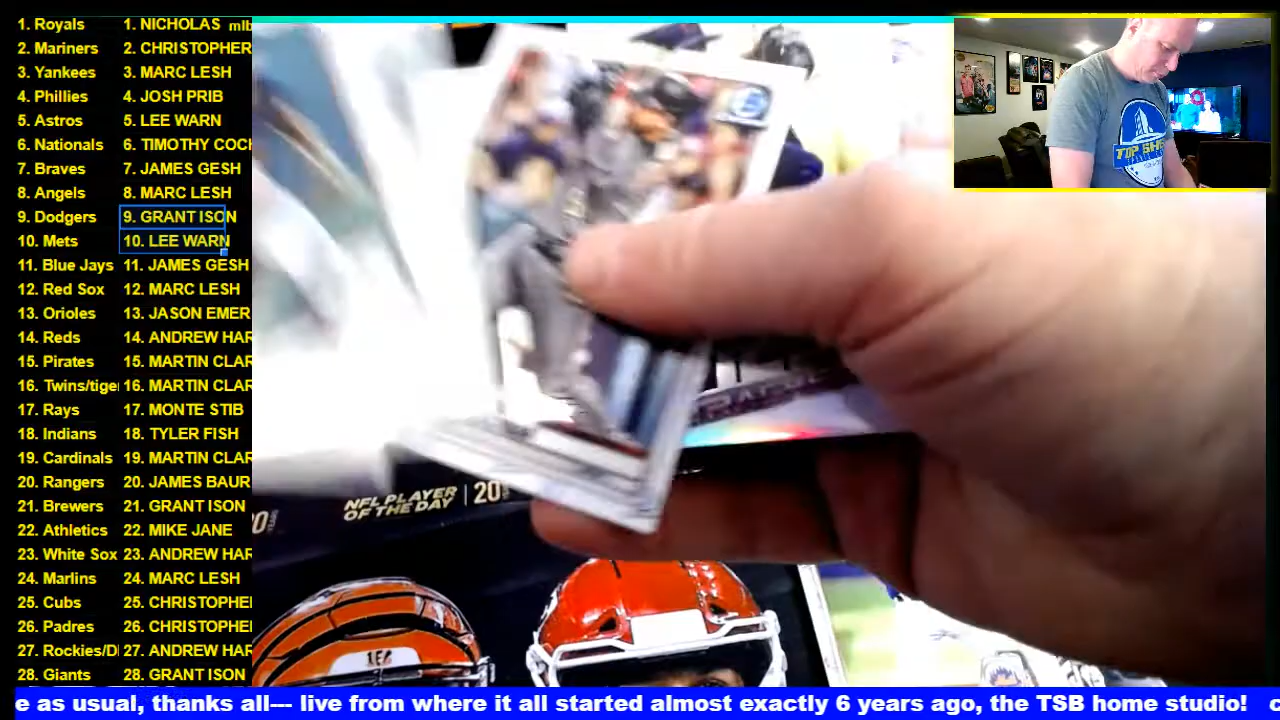 1. Royals 1. NICHOLAS mlb
2. Mariners 2. CHRISTOPHER
3. Yankees 3. MARC LESH
4. Phillies 4. JOSH PRIB
5. Astros 5. LEE WARN
6. Nationals 6. TIMOTHY COCH
7. Braves 7. JAMES GESH
8. Angels 8. MARC LESH
9. Dodgers 9. GRANT ISON
10. Mets 10. LEE WARN
11. Blue Jays 11. JAMES GESH
12. Red Sox 12. MARC LESH
13. Orioles 13. JASON EMER
14. Reds 14. ANDREW HAR
15. Pirates 15. MARTIN CLAR
16. Twins/tige 16. MARTIN CLAR
17. Rays 17. MONTE STIB
18. Indians 18. TYLER FISH
19. Cardinals 19. MARTIN CLAR
20. Rangers 20. JAMES BAUR
21. Brewers 21. GRANT ISON
22. Athletics 22. MIKE JANE
23. White Sox 23. ANDREW HAR
24. Marlins 24. MARC LESH
25. Cubs 25. CHRISTOPHE
26. Padres 26. CHRISTOPHE
27. Rockies/D 27. ANDREW HAR
28. Giants 28. GRANT ISON
TOP
NFL PLAYER
OF THE DAY
20
e as usual, thanks all--- live from where it all started almost exactly 6 years ago, the TSB home studio!